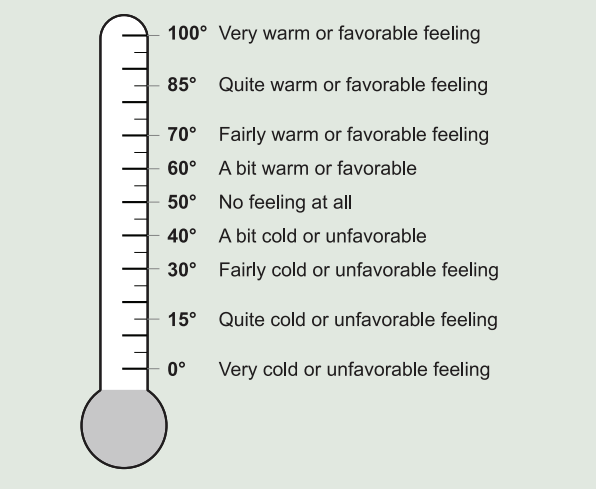 100° Very warm or favorable feeling
85° Quite warm or favorable feeling
70° Fairly warm or favorable feeling
60° A bit warm or favorable
50° No feeling at all
40° A bit cold or unfavorable
30° Fairly cold or unfavorable feeling
15° Quite cold or unfavorable feeling
0° Very cold or unfavorable feeling